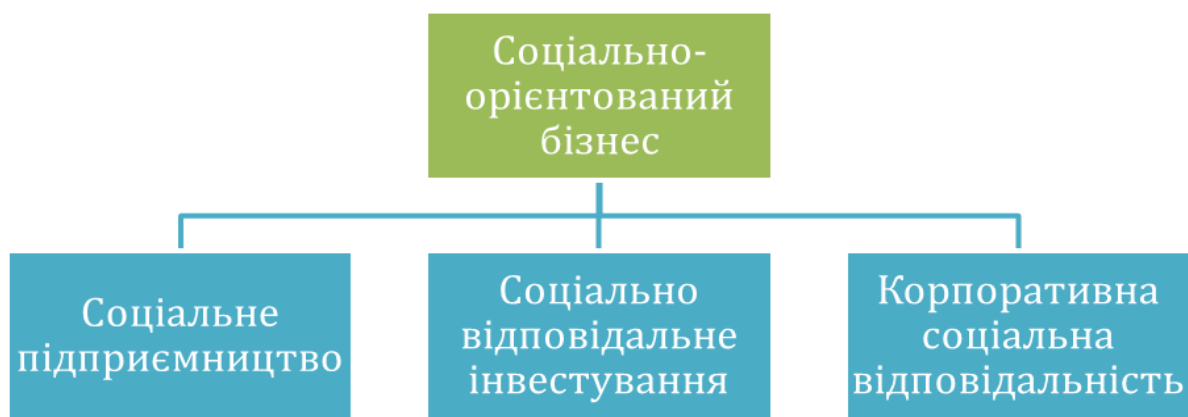 Соціально-
орієнтований
бізнес
Соціальне
підприємництво
Соціально
відповідальне
інвестування
Корпоративна
соціальна
відповідальність